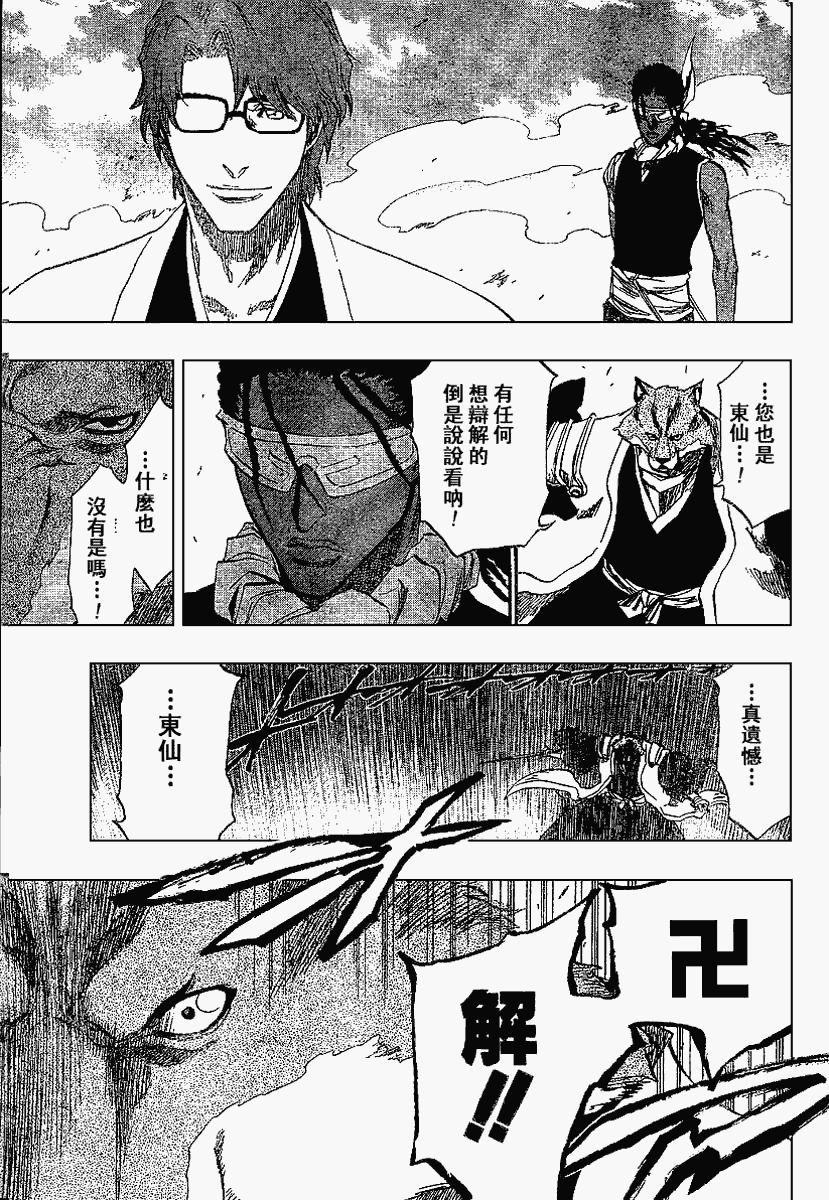 …您也是
東仙…！
有任何
想辯解的
倒是說說看吶！
…什麼也
沒有是嗎…！
…真遺憾…
…東仙…
卍
解!!